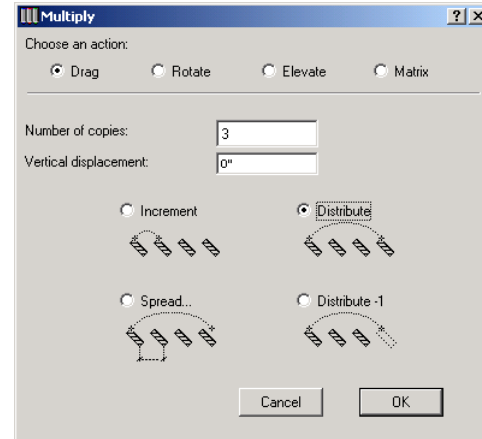 Multiply
Choose an action:
Drag Rotate Elevate Matrix
Number of copies: 3
Vertical displacement: 0"
Increment Distribute
Spread... Distribute -1
Cancel OK